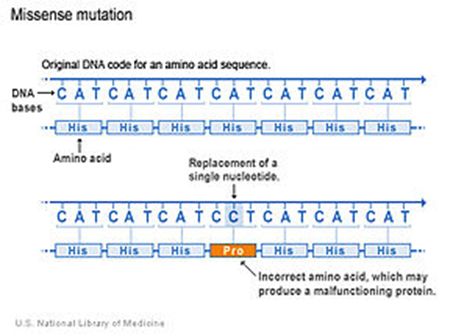 Missense mutation
Original DNA code for an amino acid sequence.
DNA bases
C A T C A T C A T C A T C A T C A T C A T
His His His His His His His
Amino acid
Replacement of a
single nucleotide.
C A T C A T C A T C C T C A T C A T C A T
His His His Pro His His His
Incorrect amino acid, which may
produce a malfunctioning protein.
U.S. National Library of Medicine